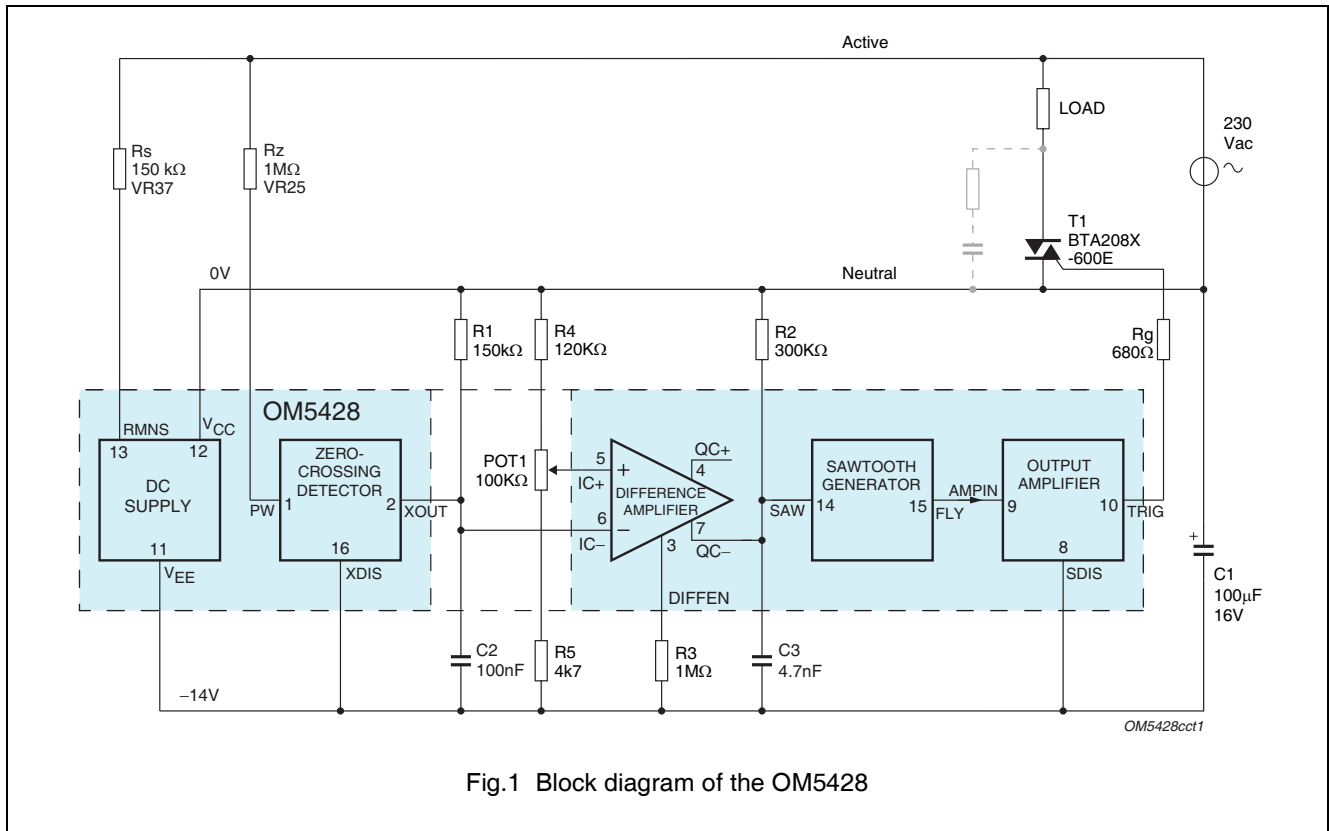 Active
LOAD
230
Vac
Rs
150 kΩ
VR37
Rz
1MΩ
VR25
T1
BTA208X
-600E
0V
Neutral
R1
150kΩ
R4
120KΩ
R2
300KΩ
Rg
680Ω
OM5428
RMNS
VCC
13
12
DC
SUPPLY
11
VEE
ZERO-
CROSSING
DETECTOR
PW
1
2
XOUT
16
XDIS
POT1
100KΩ
5
IC+
+
6
IC−
−
DIFFERENCE
AMPLIFIER
QC+
4
7
QC−
3
DIFFEN
SAW
14
SAWTOOTH
GENERATOR
15
FLY
AMPIN
9
OUTPUT
AMPLIFIER
10
TRIG
8
SDIS
+
C1
100µF
16V
C2
100nF
R5
4k7
R3
1MΩ
C3
4.7nF
−14V
OM5428cct1
Fig.1 Block diagram of the OM5428